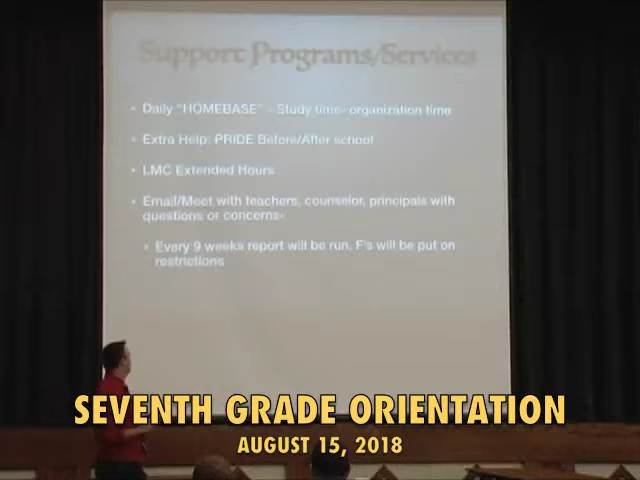 Support Programs/Services
• Daily "HOMEBASE" - Study time- organization time
• Extra Help: PRIDE Before/After school
• LMC Extended Hours
• Email/Meet with teachers, counselor, principals with
questions or concerns-
• Every 9 weeks report will be run. F's will be put on
restrictions
SEVENTH GRADE ORIENTATION
AUGUST 15, 2018